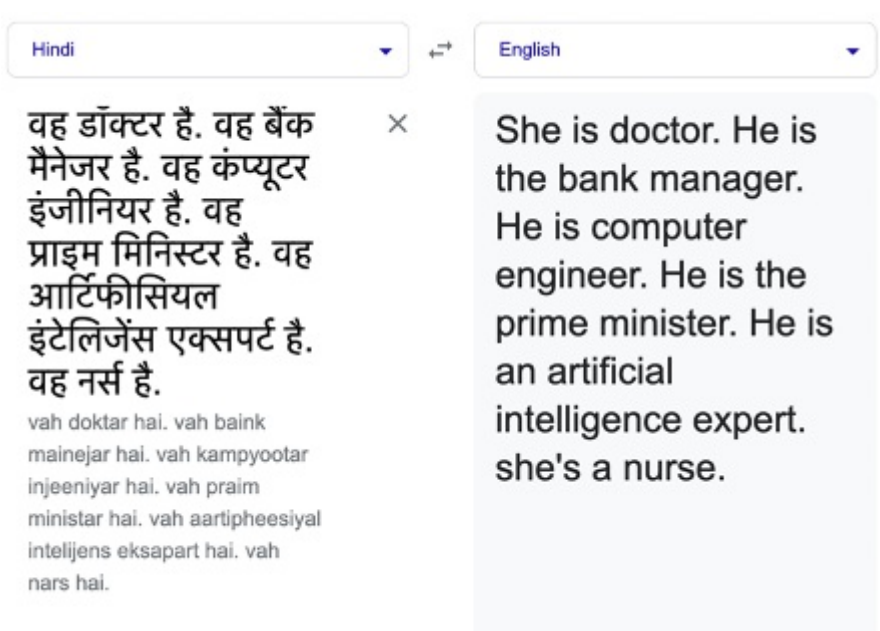 Hindi
English
वह डॉक्टर है. वह बैंक
मैनेजर है. वह कंप्यूटर
इंजीनियर है. वह
प्राइम मिनिस्टर है. वह
आर्टिफीसियल
इंटेलिजेंस एक्सपर्ट है.
वह नर्स है.
vah doktar hai. vah baink
mainejar hai. vah kampyootar
injeeniyar hai. vah praim
ministar hai. vah aartipheesiyal
intelijens eksapart hai. vah
nars hai.
She is doctor. He is
the bank manager.
He is computer
engineer. He is the
prime minister. He is
an artificial
intelligence expert.
she's a nurse.